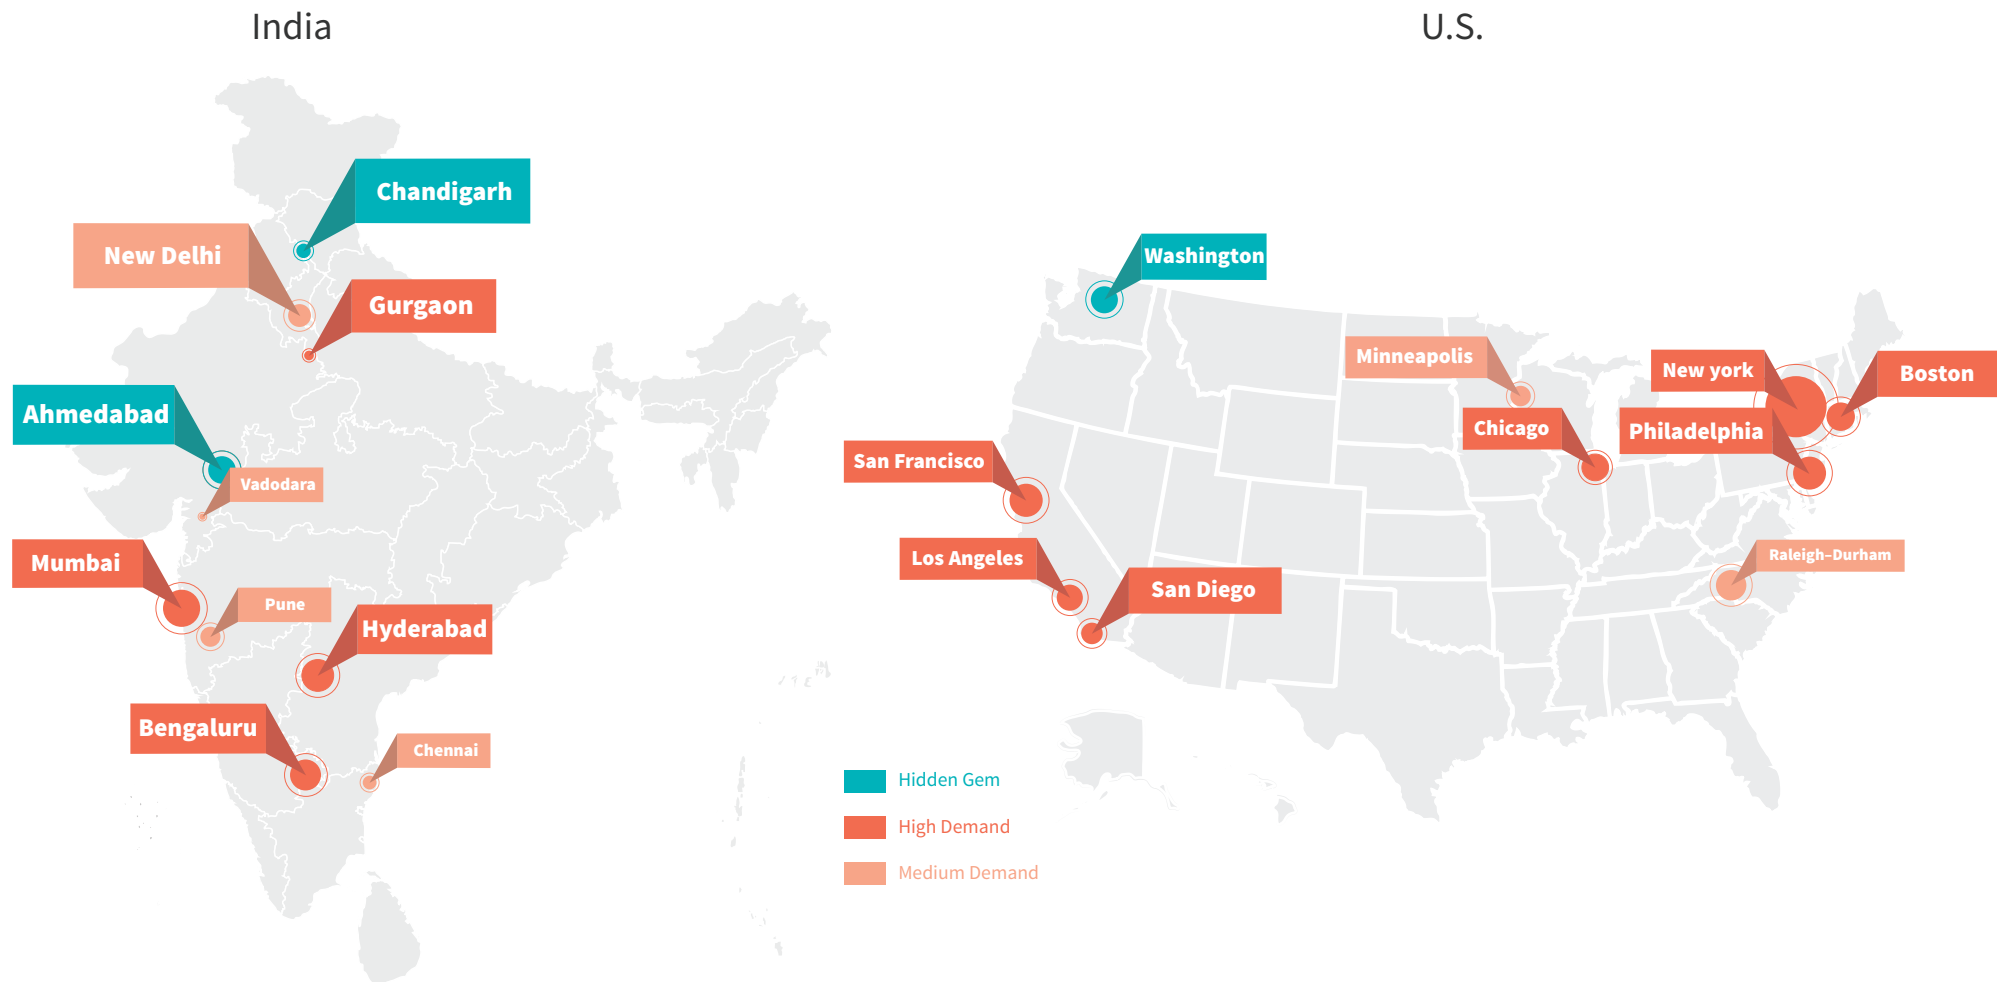 India
U.S.
Chandigarh
New Delhi
Gurgaon
Ahmedabad
Vadodara
Mumbai
Pune
Hyderabad
Bengaluru
Chennai
Washington
Minneapolis
New york
Boston
Chicago
Philadelphia
San Francisco
Los Angeles
San Diego
Raleigh–Durham
Hidden Gem
High Demand
Medium Demand